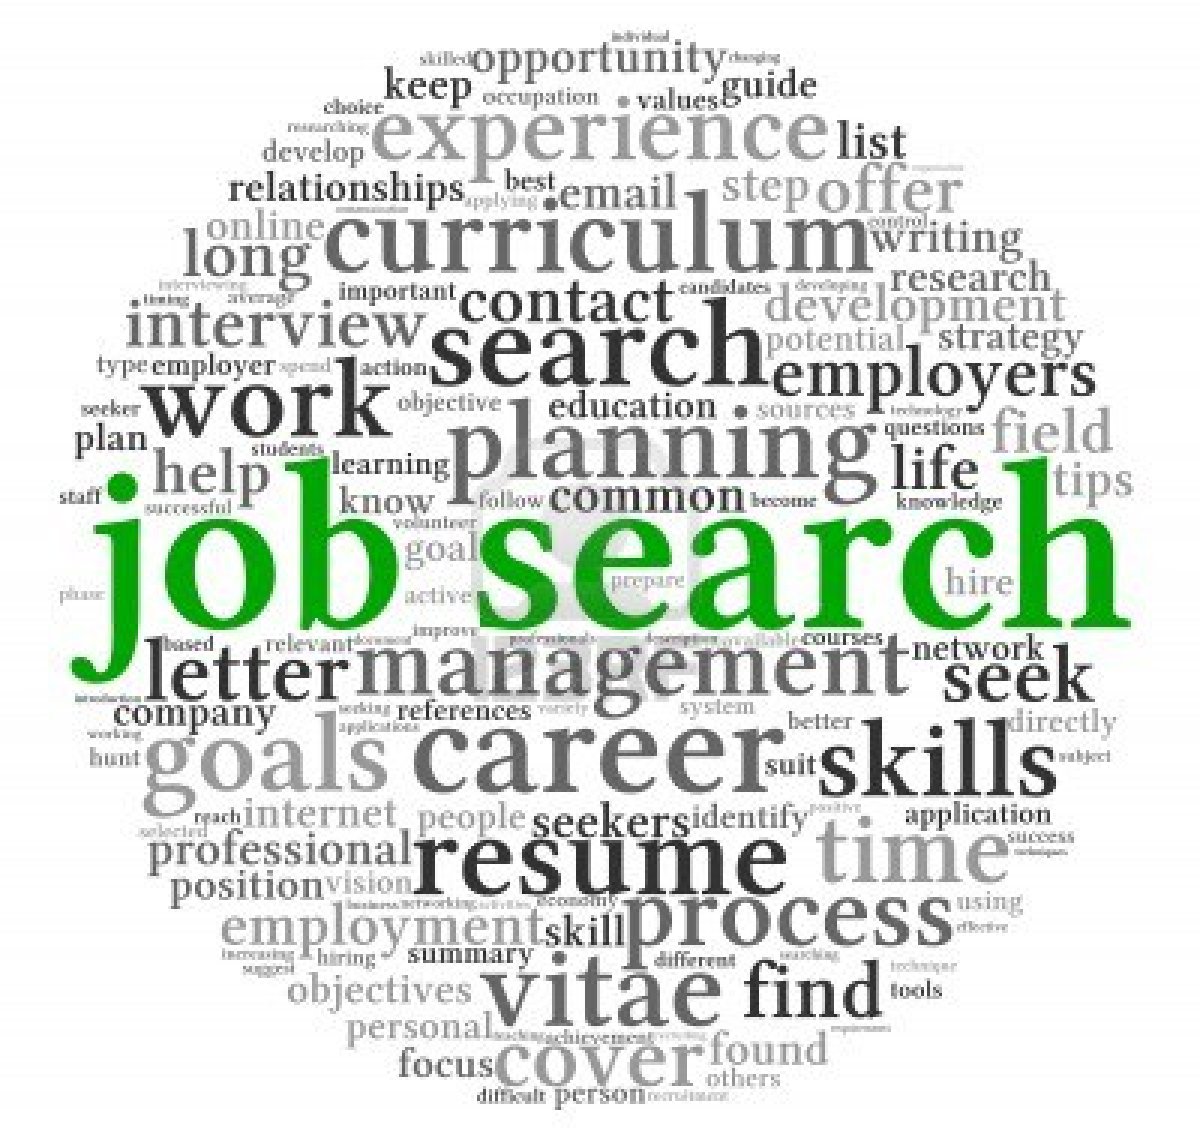 individual
skilled opportunity changing
keep occupation values guide
choice experience list
researching
develop
relationships best email step offer
applying
online curriculum control writing
long research
interviewing important contact candidates developing development
timing average
interview search potential strategy
type employer spend action employers
seeker work objective education sources technology
plan students planning questions field
help learning life tips
staff successful know follow common become knowledge
job search
volunteer
goal
phase active prepare hire
based relevant document improve professionals description available courses network
letter management seek
introduction company seeking references variety system
working goals applications career better skills directly
hunt suit subject
reach internet people seekers identify positive application
selected professional resume time success
techniques
position vision
business networking activities economy process using
employment skill effective
increasing hiring summary different searching
suggest vitae find technique
objectives tools
personal teaching achievement requirements
focus cover found
others
difficult person recruitment